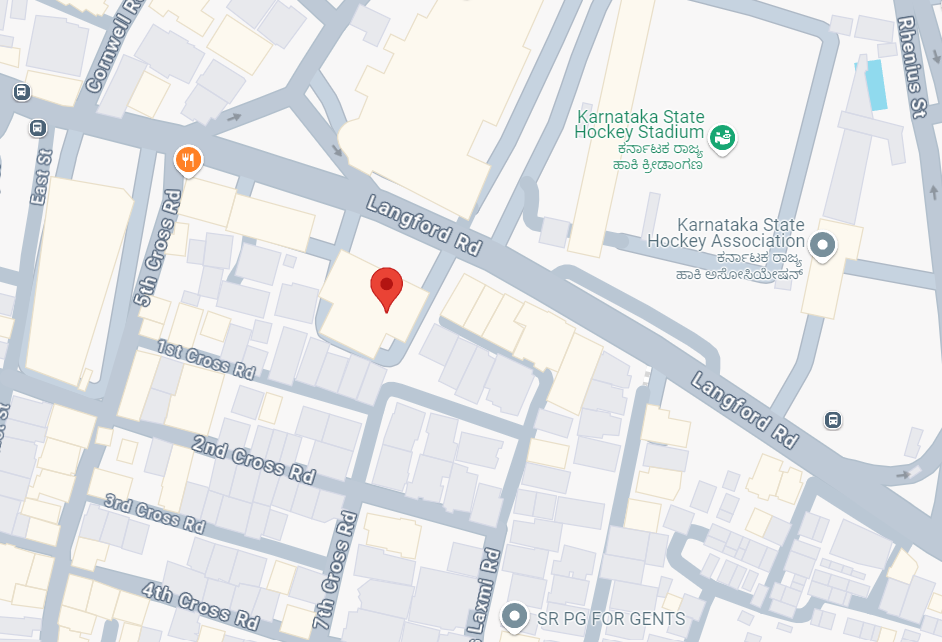 Cornwell R
Rhenius St
Karnataka State
Hockey Stadium
ಕರ್ನಾಟಕ ರಾಜ್ಯ
ಹಾಕಿ ಕ್ರೀಡಾಂಗಣ
East St
5th Cross Rd
Langford Rd
Karnataka State
Hockey Association
ಕರ್ನಾಟಕ ರಾಜ್ಯ
ಹಾಕಿ ಅಸೋಸಿಯೇಷನ್
1st Cross Rd
Langford Rd
2nd Cross Rd
3rd Cross Rd
7th Cross Rd
4th Cross Rd
s Laxmi Rd
SR PG FOR GENTS